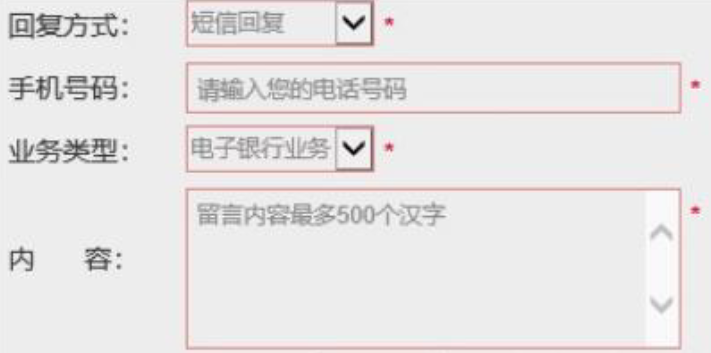 回复方式： 短信回复 *
手机号码： 请输入您的电话号码 *
业务类型： 电子银行业务 *
内 容： 留言内容最多500个汉字 *